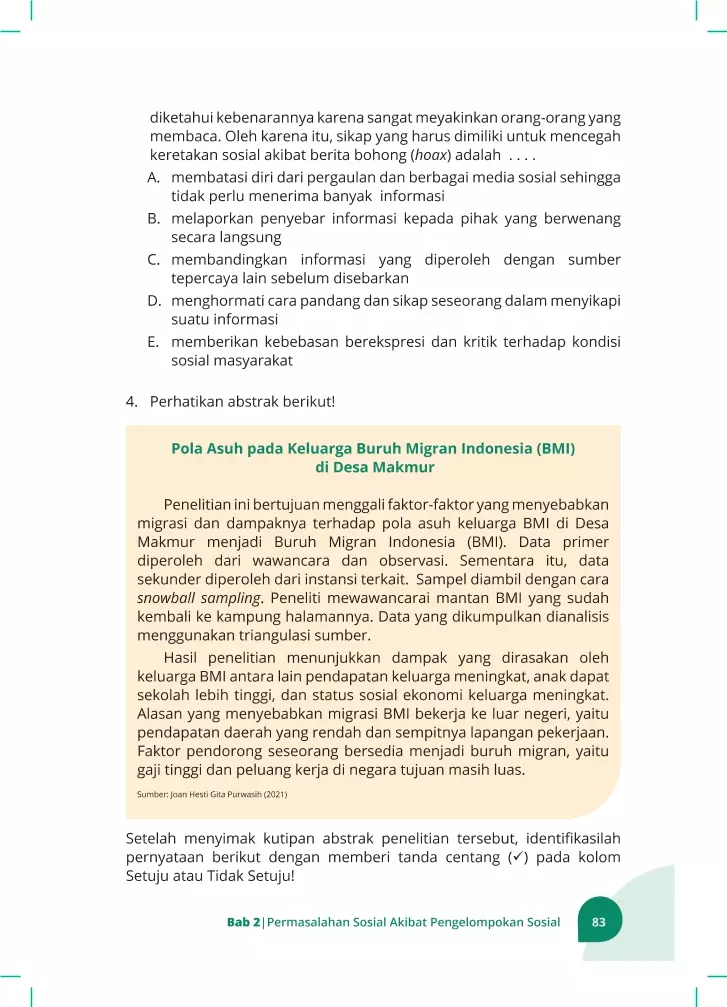 diketahui kebenarannya karena sangat meyakinkan orang-orang yang
membaca. Oleh karena itu, sikap yang harus dimiliki untuk mencegah
keretakan sosial akibat berita bohong (hoax) adalah . . . .
A. membatasi diri dari pergaulan dan berbagai media sosial sehingga
tidak perlu menerima banyak informasi
B. melaporkan penyebar informasi kepada pihak yang berwenang
secara langsung
C. membandingkan informasi yang diperoleh dengan sumber
tepercaya lain sebelum disebarkan
D. menghormati cara pandang dan sikap seseorang dalam menyikapi
suatu informasi
E. memberikan kebebasan berekspresi dan kritik terhadap kondisi
sosial masyarakat
4. Perhatikan abstrak berikut!
Pola Asuh pada Keluarga Buruh Migran Indonesia (BMI)
di Desa Makmur
Penelitian ini bertujuan menggali faktor-faktor yang menyebabkan
migrasi dan dampaknya terhadap pola asuh keluarga BMI di Desa
Makmur menjadi Buruh Migran Indonesia (BMI). Data primer
diperoleh dari wawancara dan observasi. Sementara itu, data
sekunder diperoleh dari instansi terkait. Sampel diambil dengan cara
snowball sampling. Peneliti mewawancarai mantan BMI yang sudah
kembali ke kampung halamannya. Data yang dikumpulkan dianalisis
menggunakan triangulasi sumber.
Hasil penelitian menunjukkan dampak yang dirasakan oleh
keluarga BMI antara lain pendapatan keluarga meningkat, anak dapat
sekolah lebih tinggi, dan status sosial ekonomi keluarga meningkat.
Alasan yang menyebabkan migrasi BMI bekerja ke luar negeri, yaitu
pendapatan daerah yang rendah dan sempitnya lapangan pekerjaan.
Faktor pendorong seseorang bersedia menjadi buruh migran, yaitu
gaji tinggi dan peluang kerja di negara tujuan masih luas.
Sumber: Joan Hesti Gita Purwasih (2021)
Setelah menyimak kutipan abstrak penelitian tersebut, identifikasilah
pernyataan berikut dengan memberi tanda centang (✓) pada kolom
Setuju atau Tidak Setuju!
Bab 2|Permasalahan Sosial Akibat Pengelompokan Sosial 83